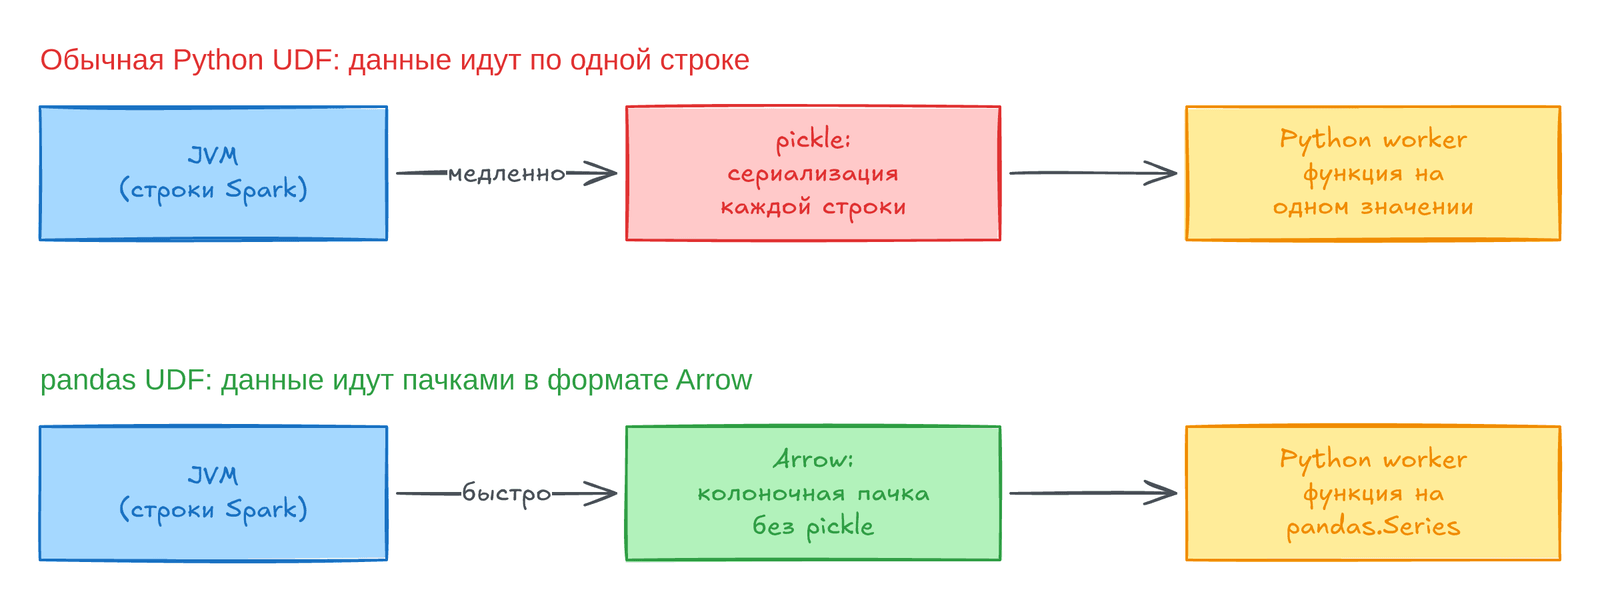 Обычная Python UDF: данные идут по одной строке
JVM
(строки Spark)
медленно
pickle:
сериализация
каждой строки
Python worker
функция на
одном значении
pandas UDF: данные идут пачками в формате Arrow
JVM
(строки Spark)
быстро
Arrow:
колоночная пачка
без pickle
Python worker
функция на
pandas.Series